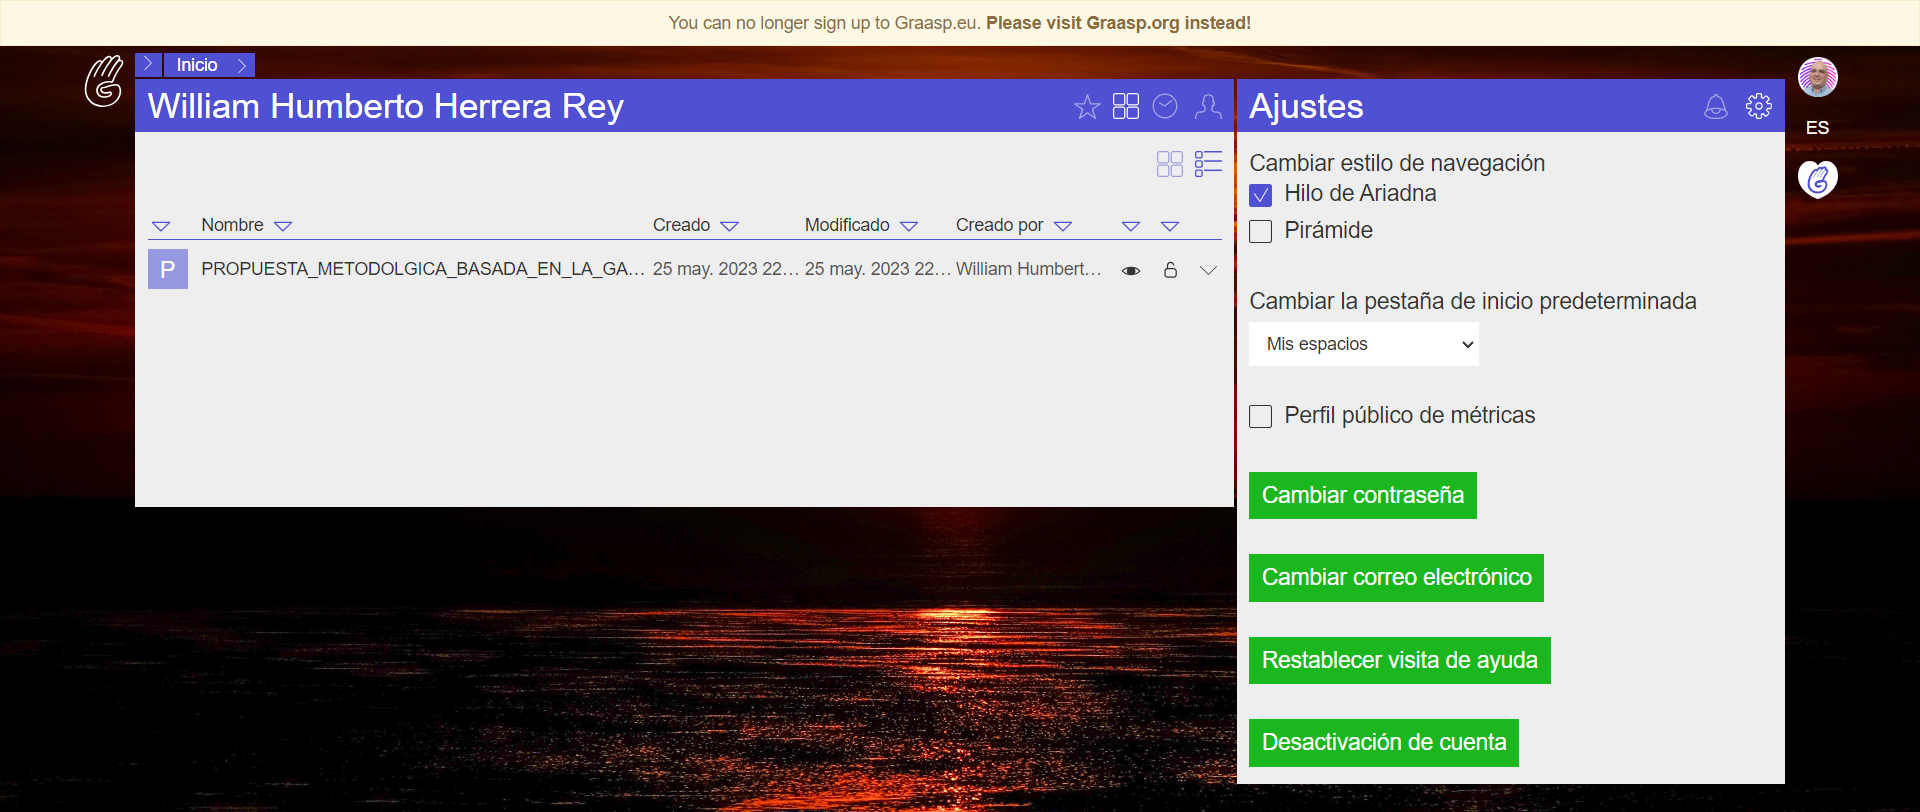 You can no longer sign up to Graasp.eu. Please visit Graasp.org instead!
Inicio
William Humberto Herrera Rey
Nombre Creado Modificado Creado por
P PROPUESTA_METODOLGICA_BASADA_EN_LA_GA... 25 may. 2023 22... 25 may. 2023 22... William Humbert...
Ajustes
ES
Cambiar estilo de navegación
Hilo de Ariadna
Pirámide
Cambiar la pestaña de inicio predeterminada
Mis espacios
Perfil público de métricas
Cambiar contraseña
Cambiar correo electrónico
Restablecer visita de ayuda
Desactivación de cuenta